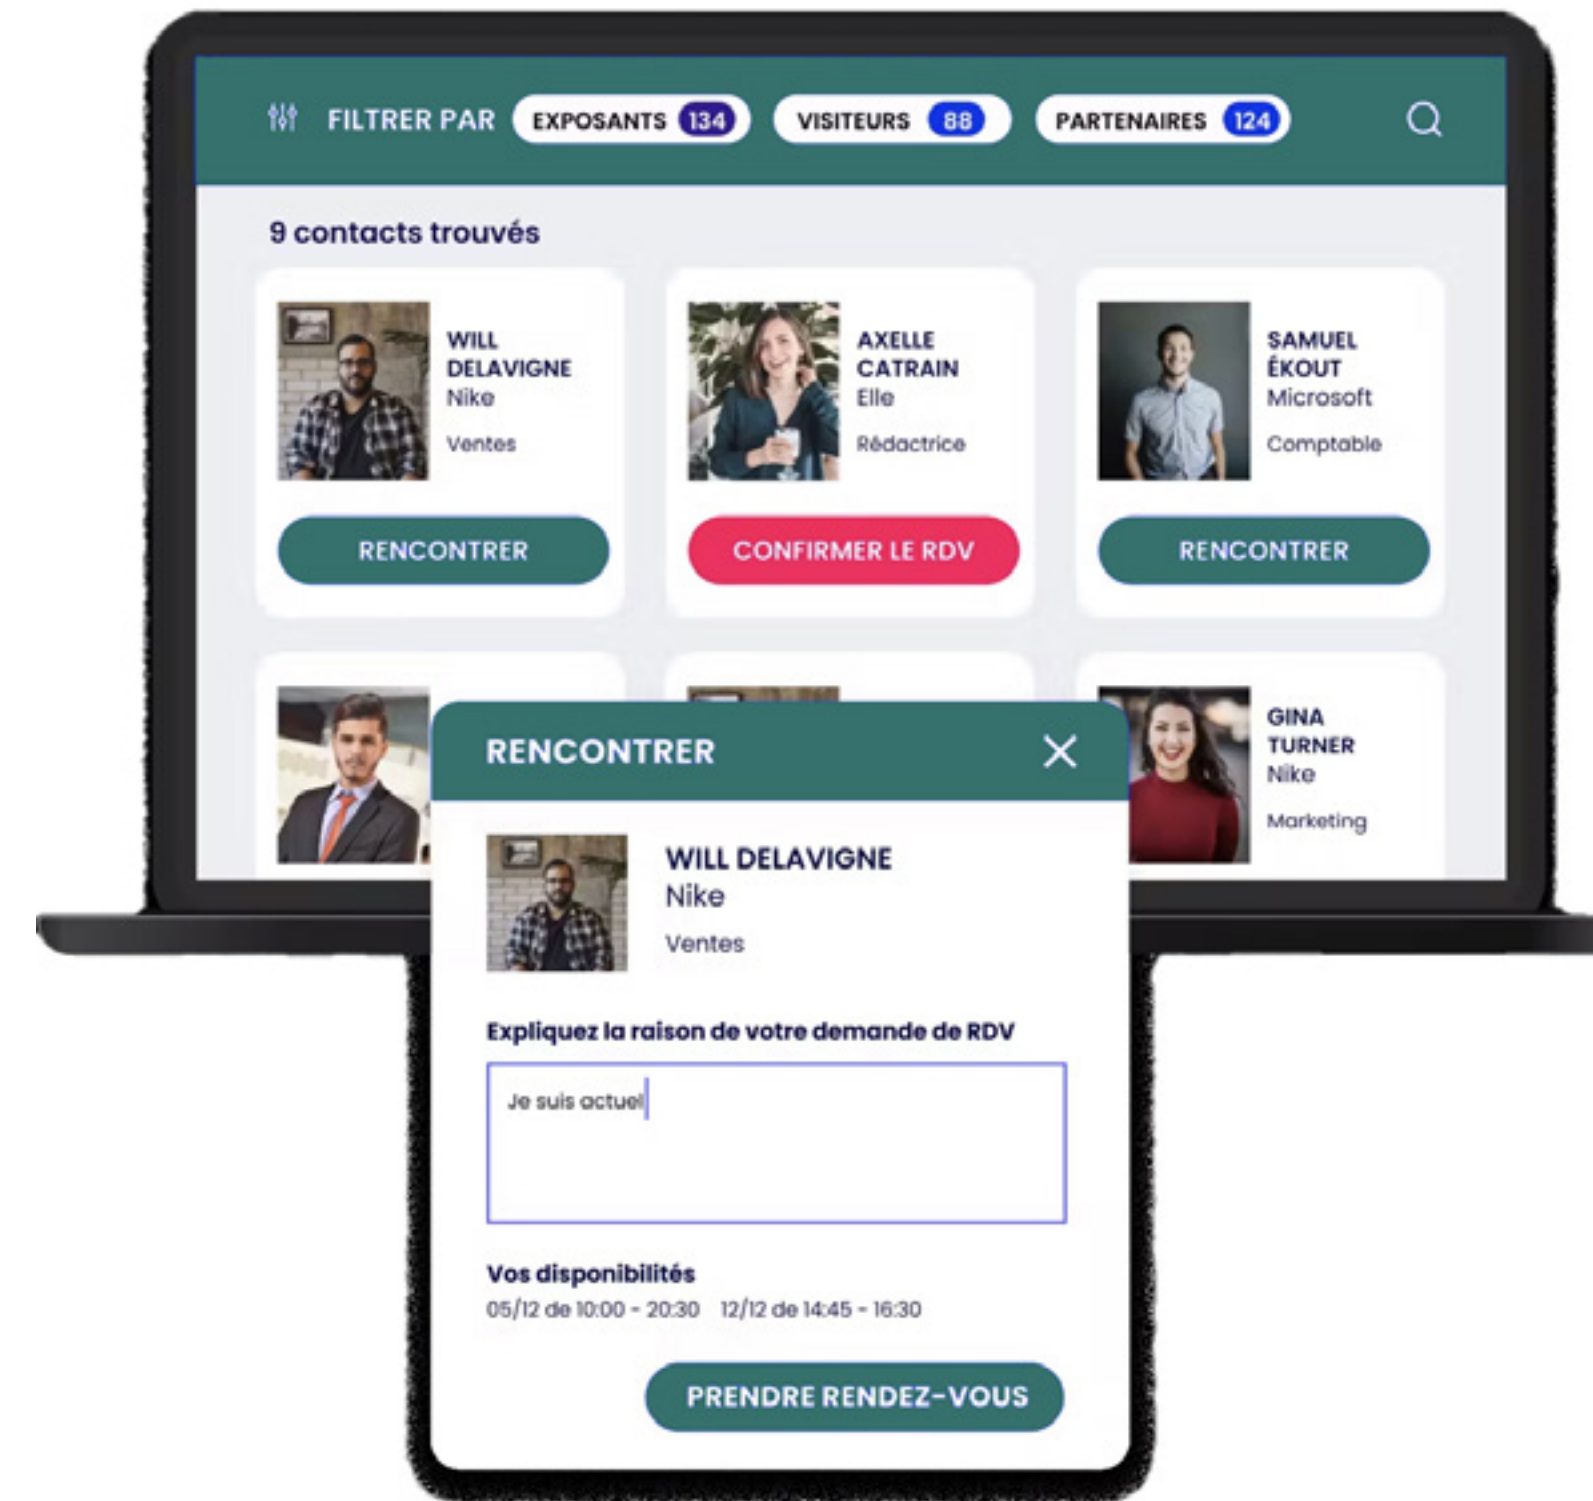 FILTRER PAR EXPOSANTS 134 VISITEURS 88 PARTENAIRES 124
9 contacts trouvés
WILL
DELAVIGNE
Nike
Ventes
RENCONTRER
AXELLE
CATRAIN
Elle
Rédactrice
CONFIRMER LE RDV
SAMUEL
ÉKOUT
Microsoft
Comptable
RENCONTRER
GINA
TURNER
Nike
Marketing
RENCONTRER
WILL DELAVIGNE
Nike
Ventes
Expliquez la raison de votre demande de RDV
Je suis actuel
Vos disponibilités
05/12 de 10:00 - 20:30 12/12 de 14:45 - 16:30
PRENDRE RENDEZ-VOUS